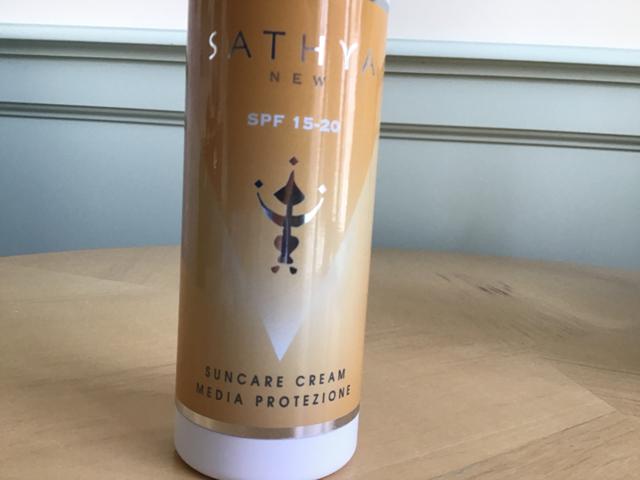 SATHYA
NEW
SPF 15-20
SUNCARE CREAM
MEDIA PROTEZIONE